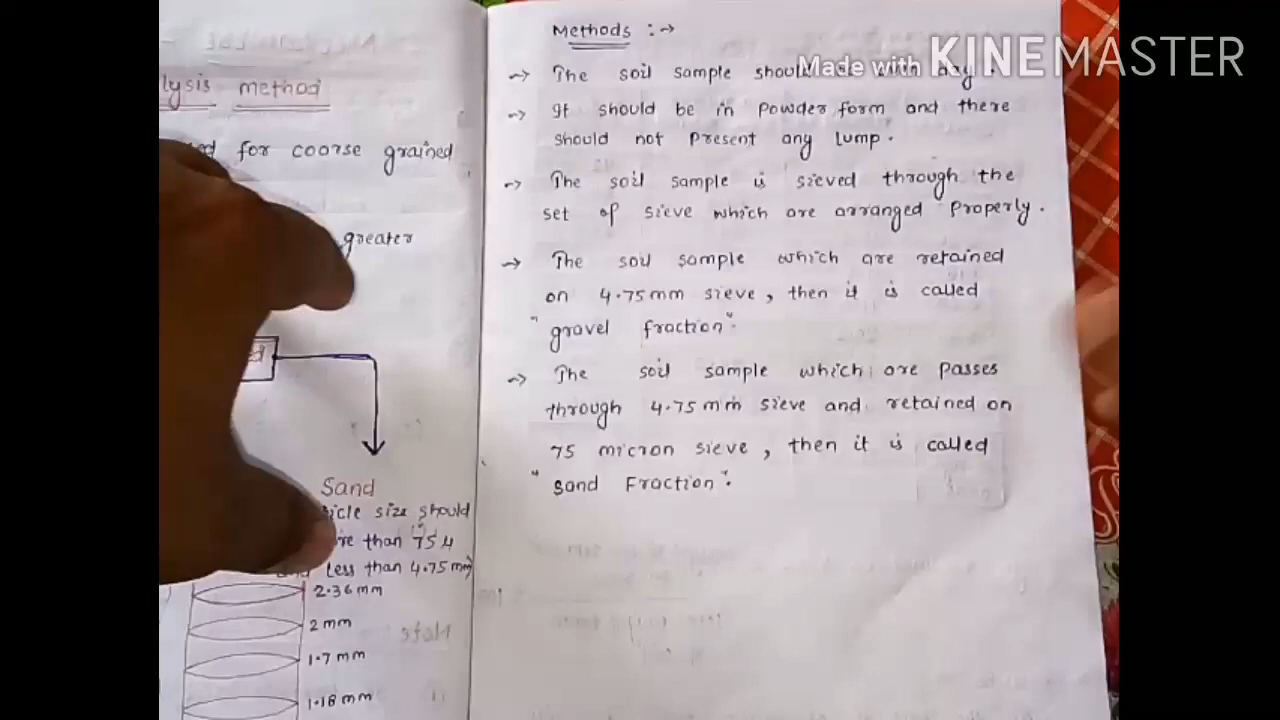 lysis method
for coarse grained
greater
Sand
icle size should
re than 75 μ
Less than 4.75 mm
2.36 mm
2 mm
1.7 mm
1.18 mm
Methods :→
→ The soil sample should dry.
→ It should be in Powder form and there
should not Present any lump.
→ The soil sample is sieved through the
set of sieve which are arranged Properly.
→ The soil sample which are retained
on 4.75 mm sieve, then it is called
"gravel fraction".
→ The soil sample which are Passes
through 4.75 mm sieve and retained on
75 micron sieve, then it is called
"Sand Fraction".
Made with KINEMASTER